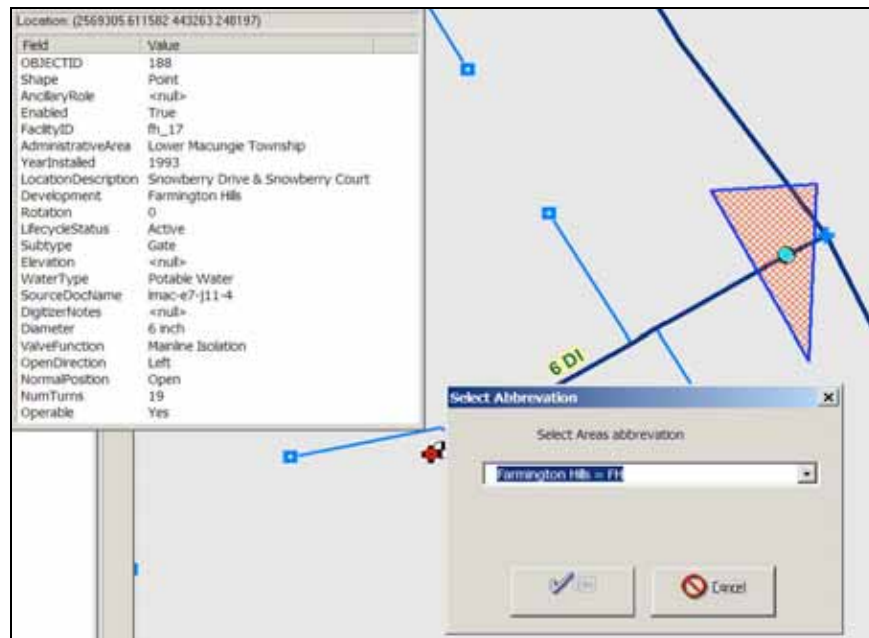 Location: (2569305.611582 443263.248197)
Field Value
OBJECTID 188
Shape Point
AncillaryRole <null>
Enabled True
FacilityID fh_17
AdministrativeArea Lower Macungie Township
YearInstalled 1993
LocationDescription Snowberry Drive & Snowberry Court
Development Farmington Hills
Rotation 0
LifecycleStatus Active
Subtype Gate
Elevation <null>
WaterType Potable Water
SourceDocName lmac-e7-j11-4
DigitizerNotes <null>
Diameter 6 inch
ValveFunction Mainline Isolation
OpenDirection Left
NormalPosition Open
NumTurns 19
Operable Yes
6 DI
Select Abbrevation
Select Areas abbrevation
Farmington Hills = FH
Cancel